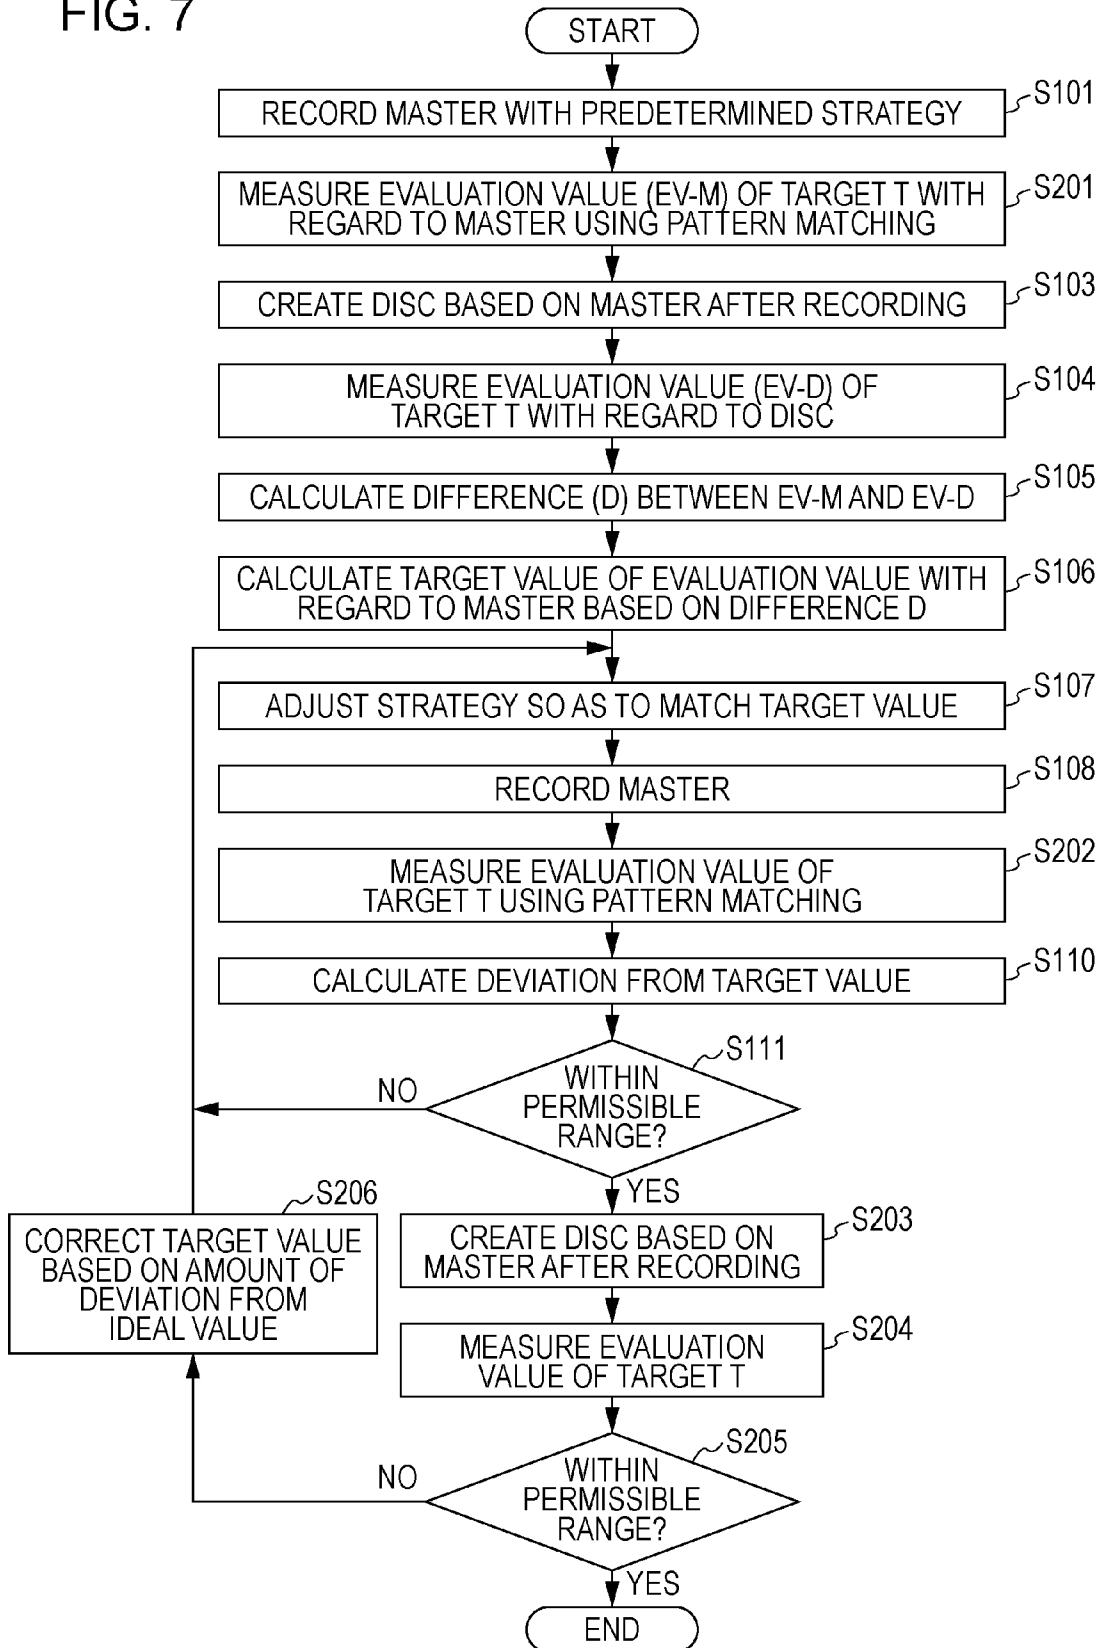 FIG. 7
START
RECORD MASTER WITH PREDETERMINED STRATEGY
S101
MEASURE EVALUATION VALUE (EV-M) OF TARGET T WITH
REGARD TO MASTER USING PATTERN MATCHING
S201
CREATE DISC BASED ON MASTER AFTER RECORDING
S103
MEASURE EVALUATION VALUE (EV-D) OF
TARGET T WITH REGARD TO DISC
S104
CALCULATE DIFFERENCE (D) BETWEEN EV-M AND EV-D
S105
CALCULATE TARGET VALUE OF EVALUATION VALUE WITH
REGARD TO MASTER BASED ON DIFFERENCE D
S106
ADJUST STRATEGY SO AS TO MATCH TARGET VALUE
S107
RECORD MASTER
S108
MEASURE EVALUATION VALUE OF
TARGET T USING PATTERN MATCHING
S202
CALCULATE DEVIATION FROM TARGET VALUE
S110
WITHIN
PERMISSIBLE
RANGE?
S111
NO
YES
CREATE DISC BASED ON
MASTER AFTER RECORDING
S203
CORRECT TARGET VALUE
BASED ON AMOUNT OF
DEVIATION FROM
IDEAL VALUE
S206
MEASURE EVALUATION
VALUE OF TARGET T
S204
WITHIN
PERMISSIBLE
RANGE?
S205
NO
YES
END